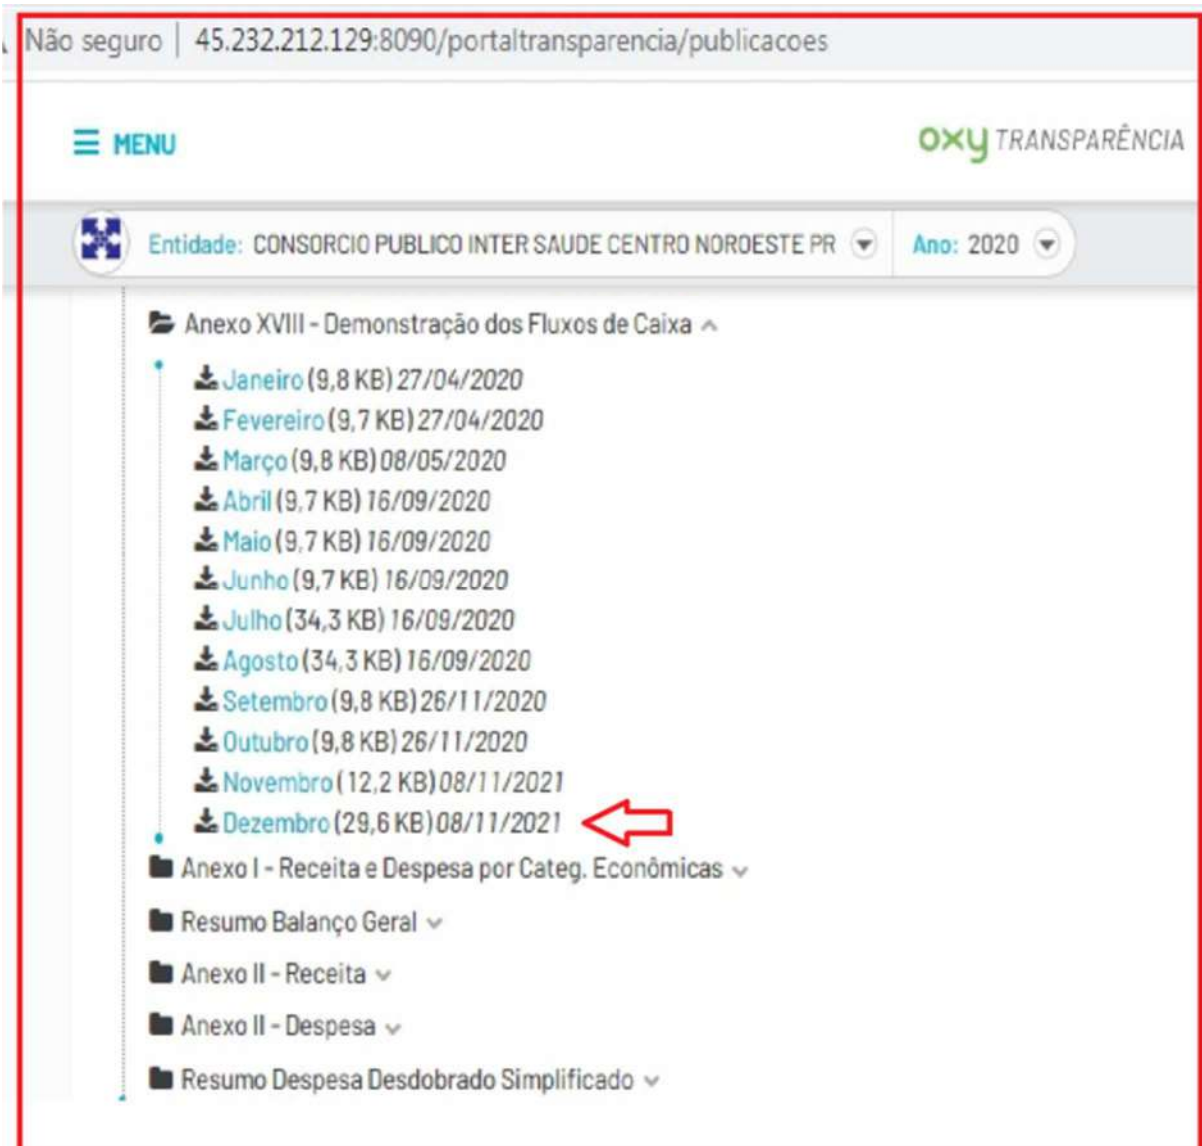 Não seguro | 45.232.212.129:8090/portaltransparencia/publicacoes
MENU
oxy TRANSPARÊNCIA
Entidade: CONSORCIO PUBLICO INTER SAUDE CENTRO NOROESTE PR Ano: 2020
Anexo XVIII - Demonstração dos Fluxos de Caixa
Janeiro (9,8 KB) 27/04/2020
Fevereiro (9,7 KB) 27/04/2020
Março (9,8 KB) 08/05/2020
Abril (9,7 KB) 16/09/2020
Maio (9,7 KB) 16/09/2020
Junho (9,7 KB) 16/09/2020
Julho (34,3 KB) 16/09/2020
Agosto (34,3 KB) 16/09/2020
Setembro (9,8 KB) 26/11/2020
Outubro (9,8 KB) 26/11/2020
Novembro (12,2 KB) 08/11/2021
Dezembro (29,6 KB) 08/11/2021
Anexo I - Receita e Despesa por Categ. Econômicas
Resumo Balanço Geral
Anexo II - Receita
Anexo II - Despesa
Resumo Despesa Desdobrado Simplificado